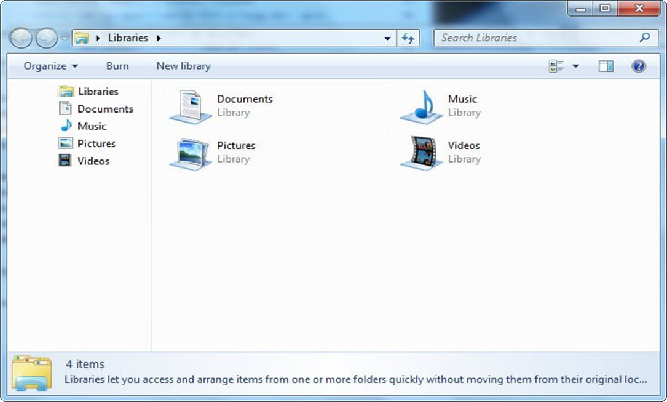 Libraries
Search Libraries
Organize Burn New library
Libraries
Documents
Music
Pictures
Videos
Documents
Library
Music
Library
Pictures
Library
Videos
Library
4 items
Libraries let you access and arrange items from one or more folders quickly without moving them from their original loc...